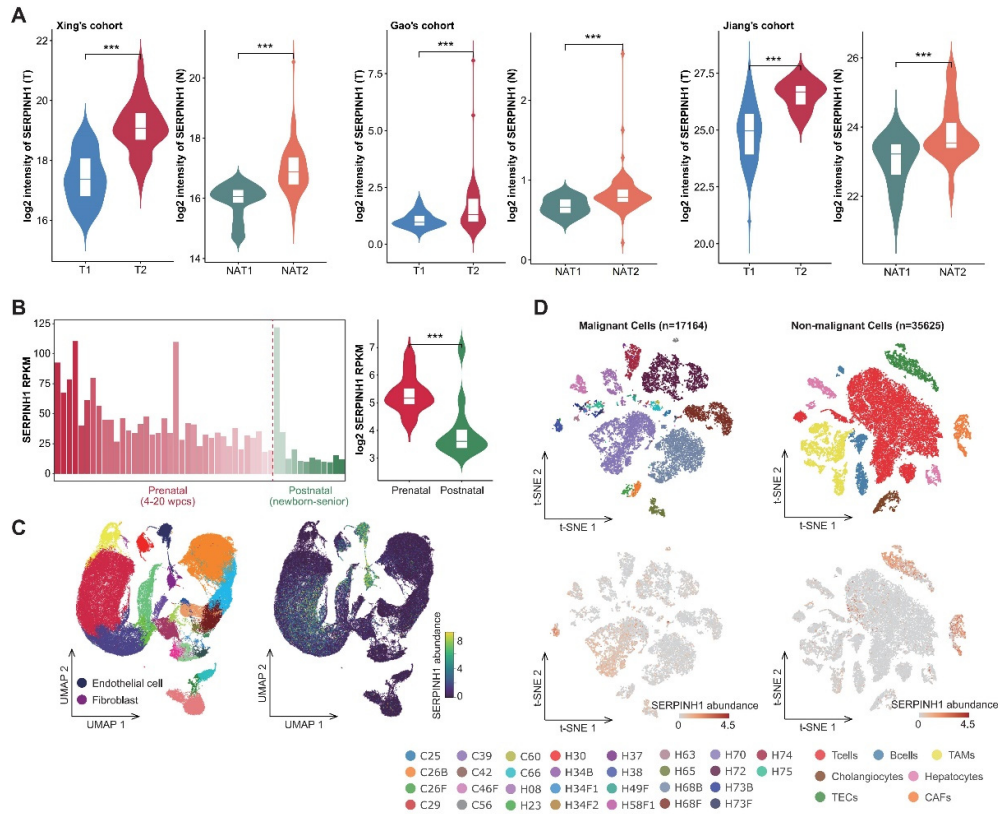 A
Xing's cohort
Gao's cohort
Jiang's cohort
log2 intensity of SERPINH1 (T)
22
20
18
16
***
T1
T2
log2 intensity of SERPINH1 (N)
20
18
16
14
***
NAT1
NAT2
log2 intensity of SERPINH1 (T)
7.5
5.0
2.5
0.0
***
T1
T2
log2 intensity of SERPINH1 (N)
2
1
0
***
NAT1
NAT2
log2 intensity of SERPINH1 (T)
27.5
25.0
22.5
20.0
***
T1
T2
log2 intensity of SERPINH1 (N)
26
24
22
***
NAT1
NAT2
B
SERPINH1 RPKM
125
100
75
50
25
0
Prenatal
(4-20 wpcs)
Postnatal
(newborn-senior)
log2 SERPINH1 RPKM
7
6
5
4
3
***
Prenatal
Postnatal
C
UMAP 2
UMAP 1
Endothelial cell
Fibroblast
UMAP 2
UMAP 1
SERPINH1 abundance
8
4
0
D
Malignant Cells (n=17164)
Non-malignant Cells (n=35625)
t-SNE 2
t-SNE 1
t-SNE 2
t-SNE 1
t-SNE 2
t-SNE 1
SERPINH1 abundance
0 4.5
t-SNE 2
t-SNE 1
SERPINH1 abundance
0 4.5
C25 C39 C60 H30 H37 H63 H70 H74
C26B C42 C66 H34B H38 H65 H72 H75
C26F C46F H08 H34F1 H49F H68B H73B
C29 C56 H23 H34F2 H58F1 H68F H73F
Tcells Bcells TAMs
Cholangiocytes Hepatocytes
TECs CAFs